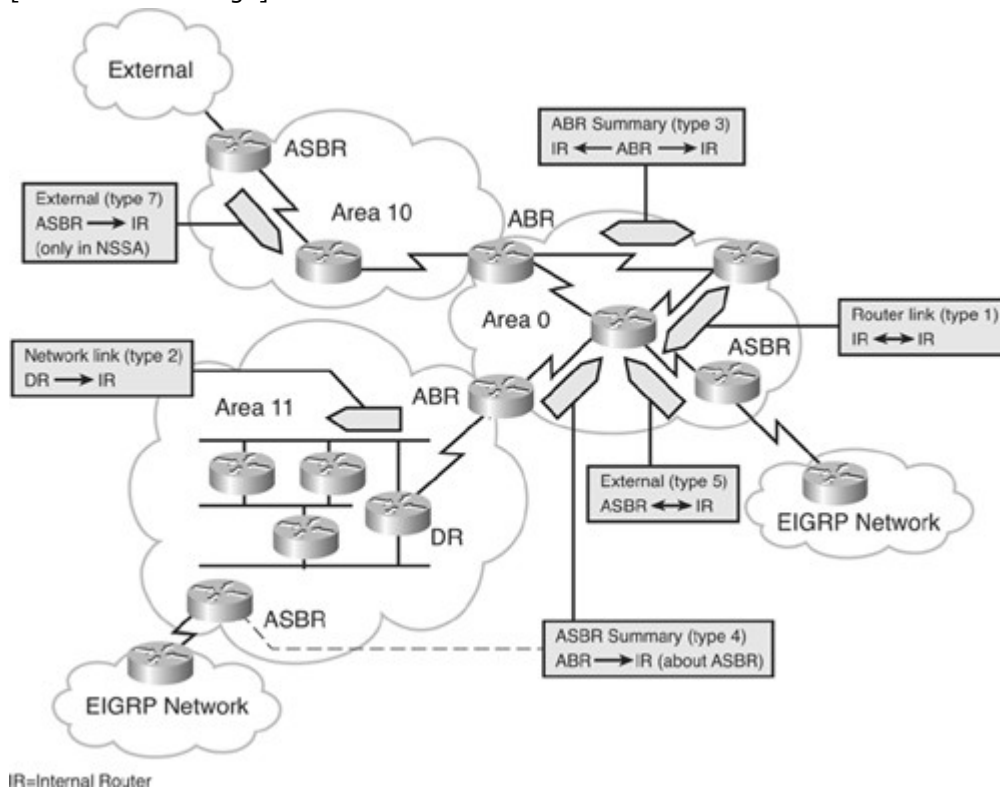 External
ASBR
ABR Summary (type 3)
IR ← ABR → IR
External (type 7)
ASBR → IR
(only in NSSA)
Area 10
ABR
Area 0
Router link (type 1)
IR ↔ IR
ASBR
Network link (type 2)
DR → IR
Area 11
ABR
External (type 5)
ASBR ↔ IR
EIGRP Network
DR
ASBR
ASBR Summary (type 4)
ABR → IR (about ASBR)
EIGRP Network
IR=Internal Router